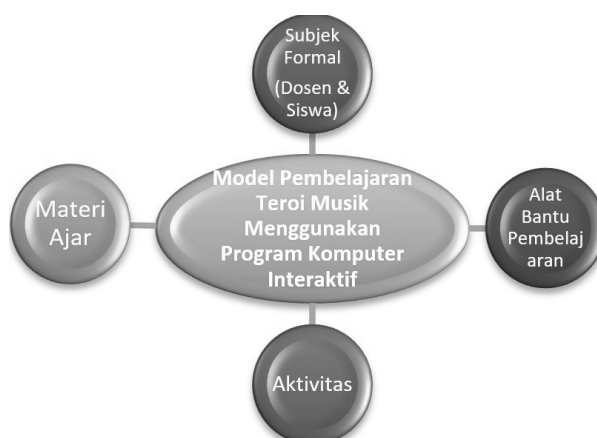 Subjek
Formal
(Dosen &
Siswa)
Materi
Ajar
Model Pembelajaran
Teroi Musik
Menggunakan
Program Komputer
Interaktif
Alat
Bantu
Pembelaj
aran
Aktivitas